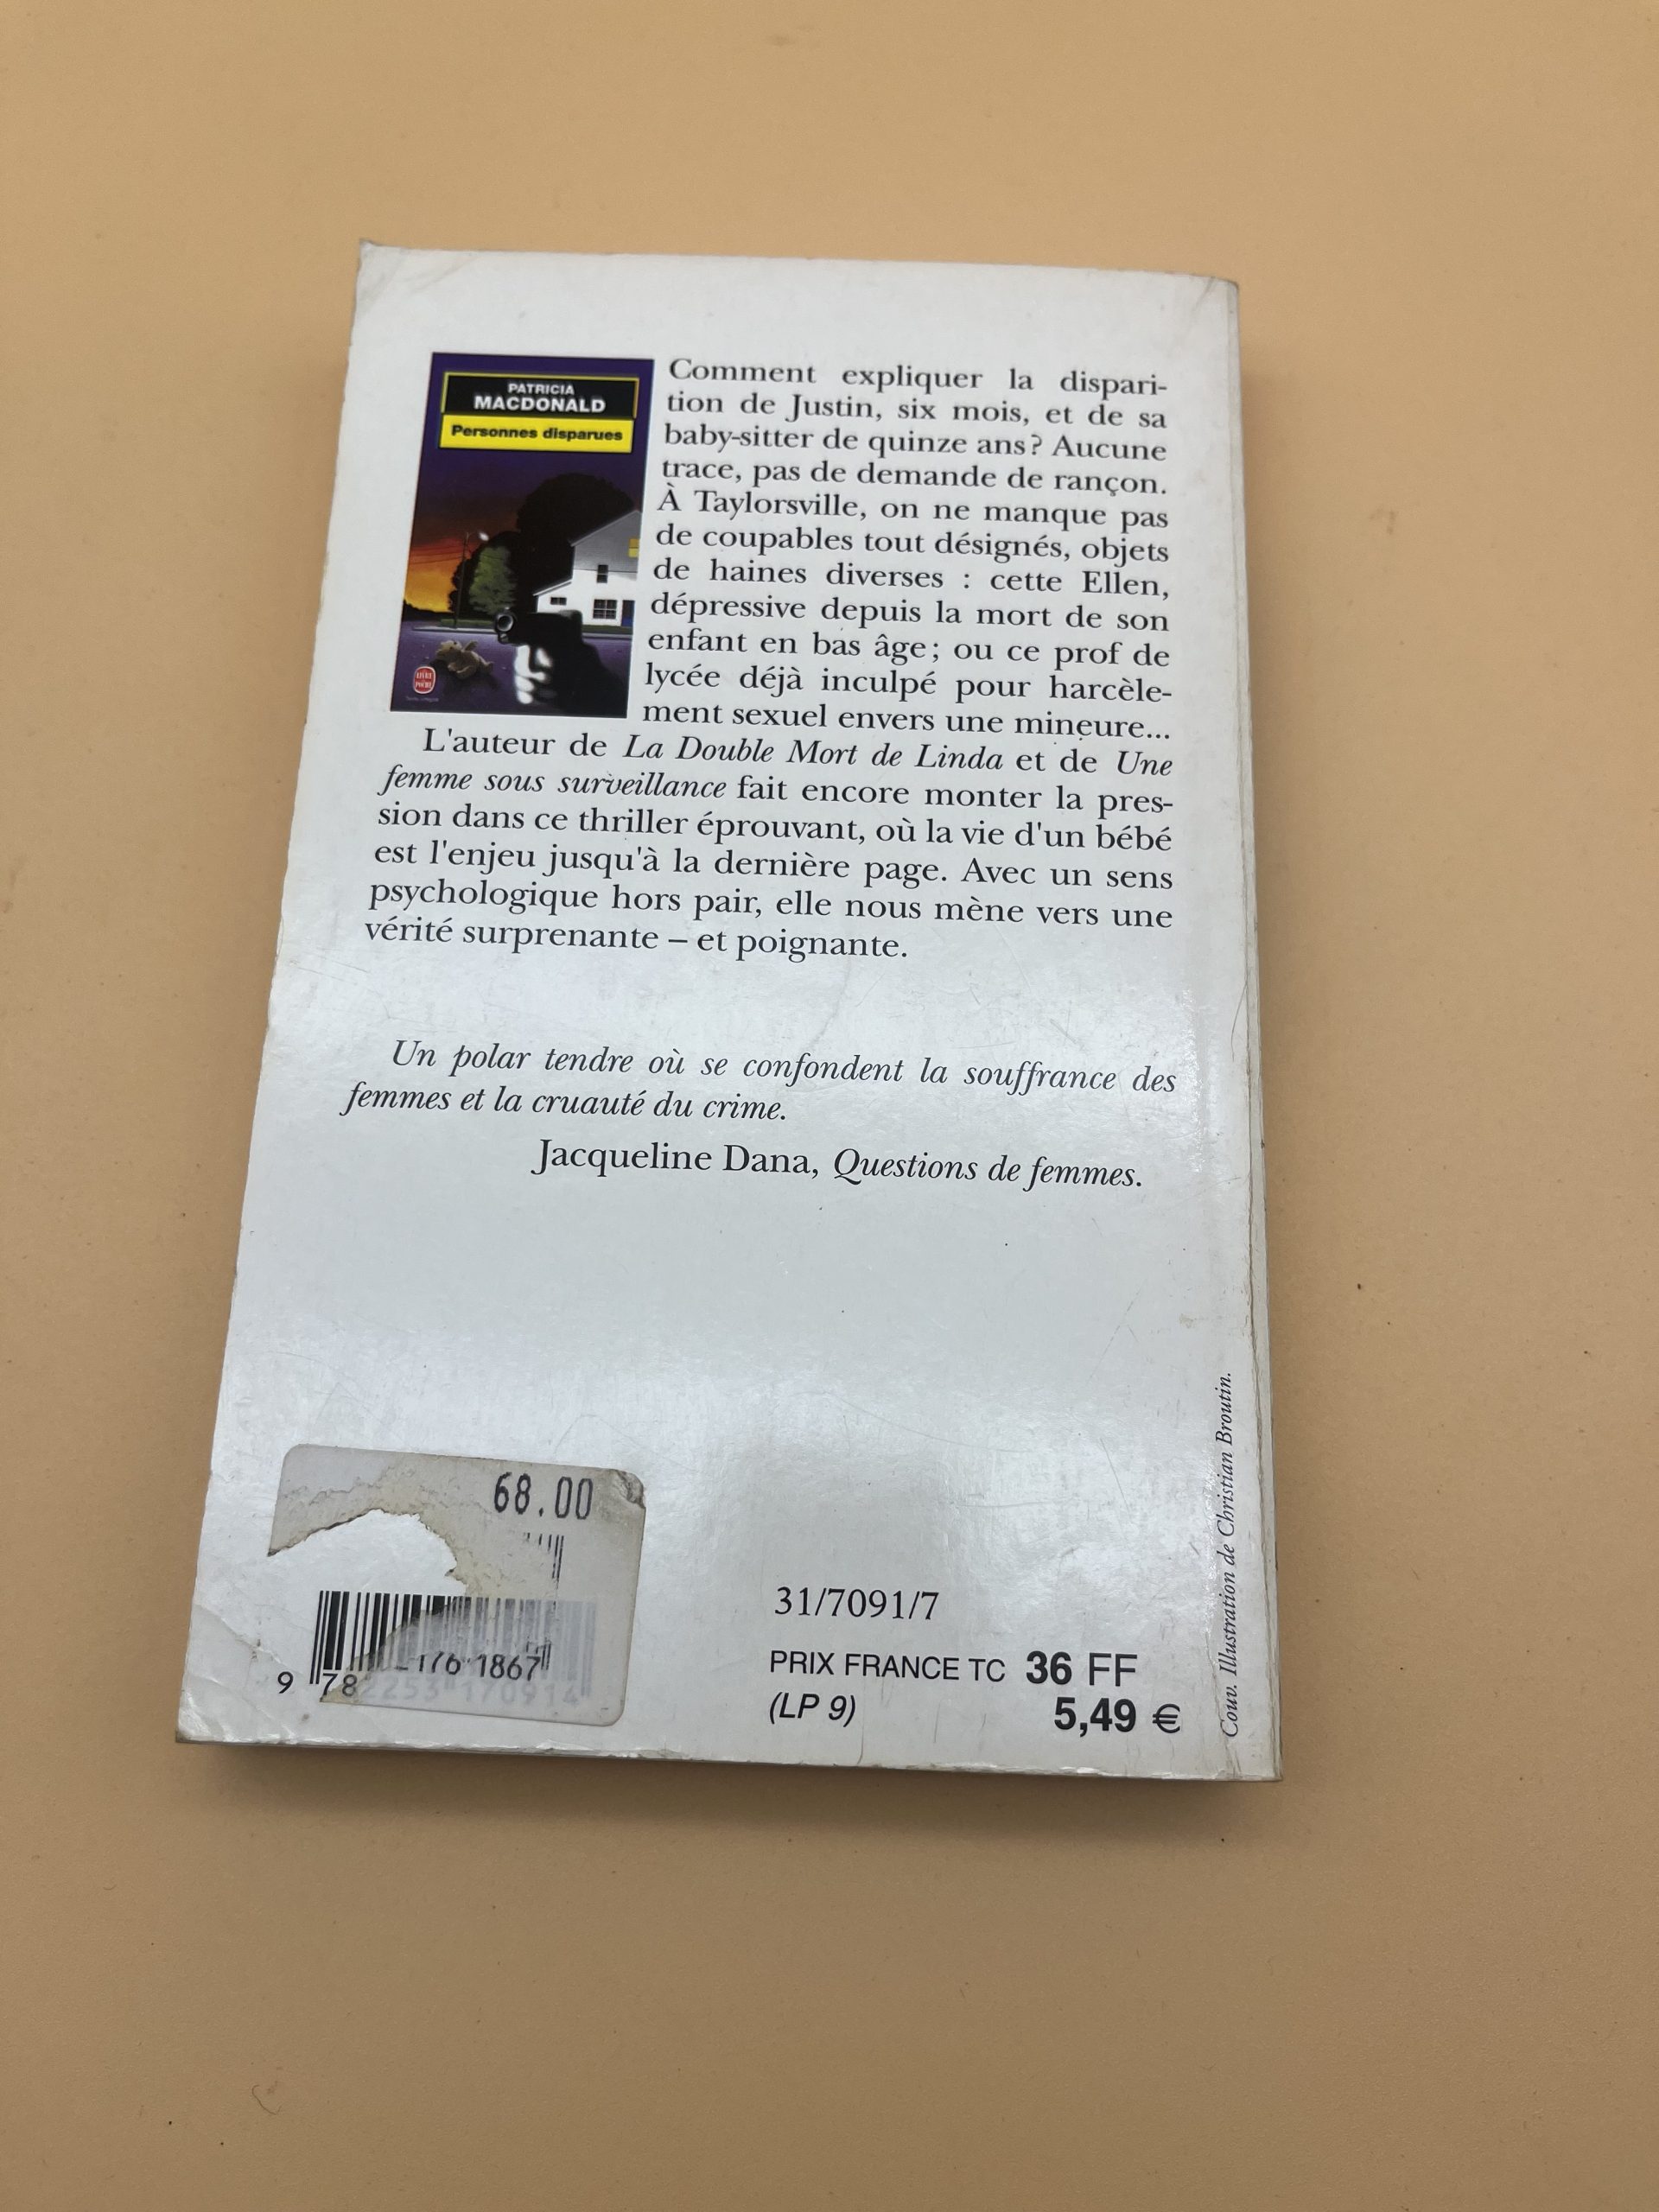 PATRICIA
MACDONALD
Personnes disparues
Comment expliquer la dispari-
tion de Justin, six mois, et de sa
baby-sitter de quinze ans ? Aucune
trace, pas de demande de rançon.
À Taylorsville, on ne manque pas
de coupables tout désignés, objets
de haines diverses : cette Ellen,
dépressive depuis la mort de son
enfant en bas âge ; ou ce prof de
lycée déjà inculpé pour harcèle-
ment sexuel envers une mineure...
L'auteur de La Double Mort de Linda et de Une
femme sous surveillance fait encore monter la pres-
sion dans ce thriller éprouvant, où la vie d'un bébé
est l'enjeu jusqu'à la dernière page. Avec un sens
psychologique hors pair, elle nous mène vers une
vérité surprenante – et poignante.
Un polar tendre où se confondent la souffrance des
femmes et la cruauté du crime.
Jacqueline Dana, Questions de femmes.
68.00
1761867
9 782253 170914
31/7091/7
PRIX FRANCE TC 36 FF
(LP 9) 5,49 €
Couv. Illustration de Christian Broutin.